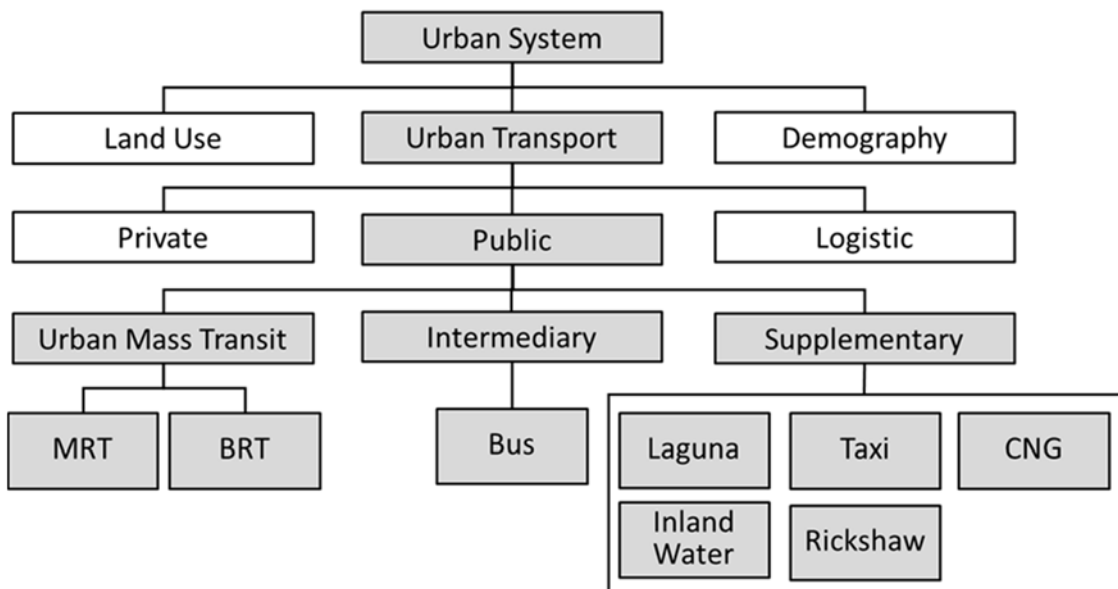 Urban System
Land Use
Urban Transport
Demography
Private
Public
Logistic
Urban Mass Transit
Intermediary
Supplementary
MRT
BRT
Bus
Laguna
Taxi
CNG
Inland
Water
Rickshaw